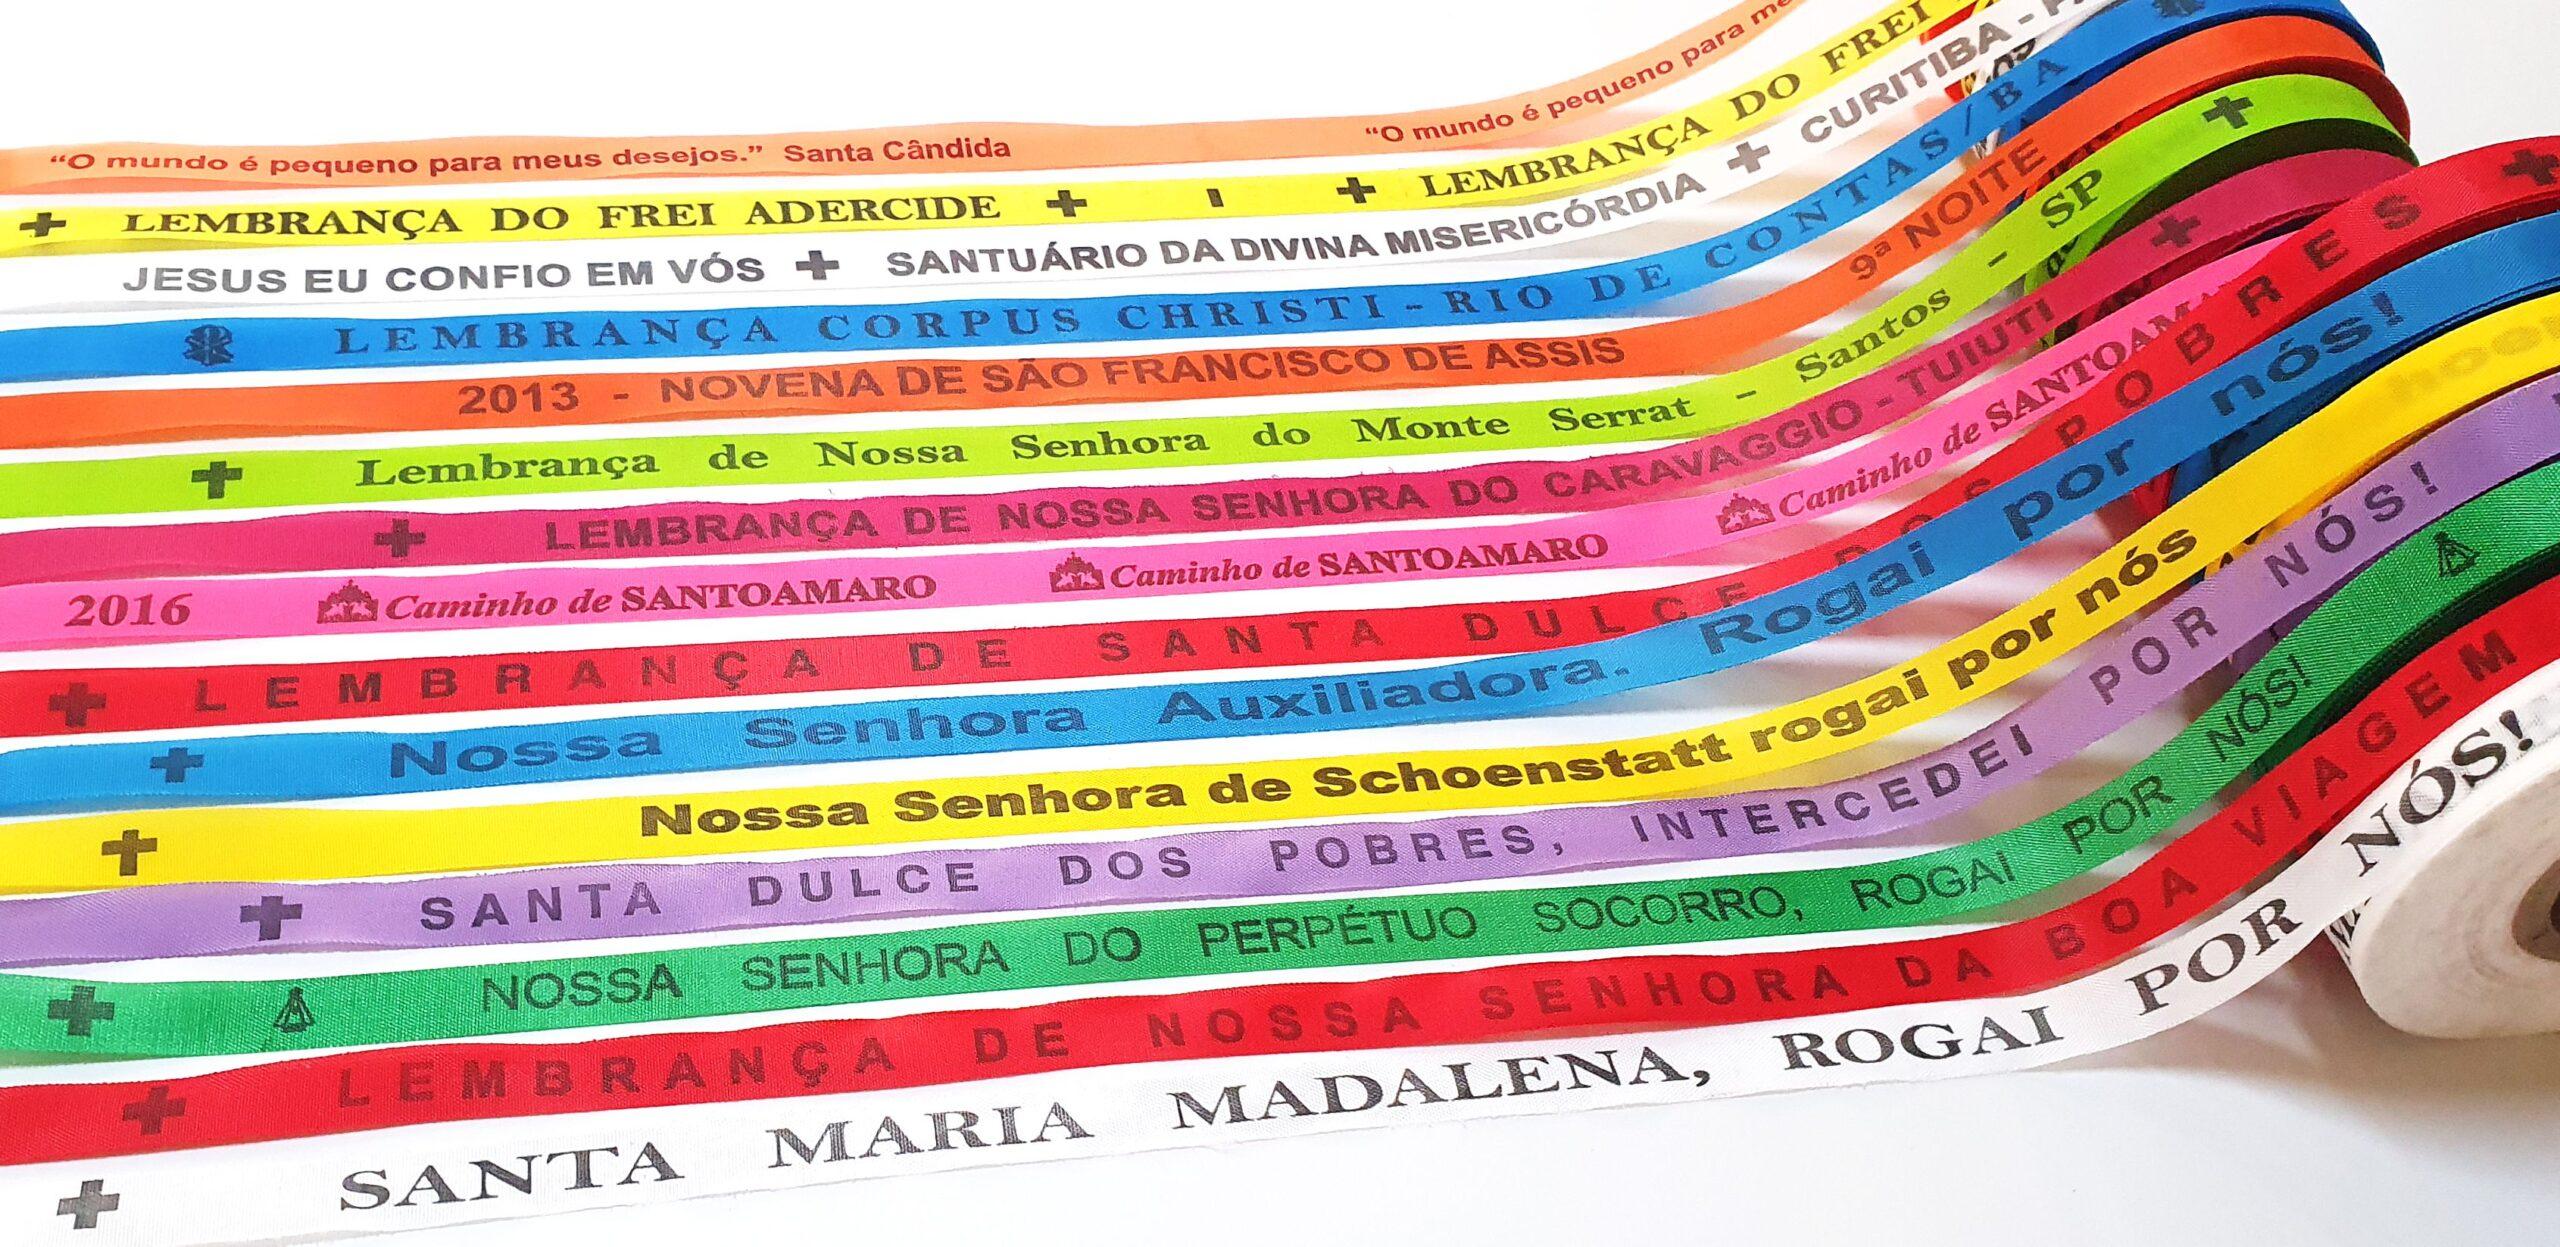 “O mundo é pequeno para meus desejos.” Santa Cândida “O mundo é pequeno para me
LEMBRANÇA DO FREI ADERCIDE LEMBRANÇA DO FREI
JESUS EU CONFIO EM VÓS SANTUÁRIO DA DIVINA MISERICÓRDIA CURITIBA -
LEMBRANÇA CORPUS CHRISTI - RIO DE CONTAS/BA
2013 - NOVENA DE SÃO FRANCISCO DE ASSIS 9ª NOITE
Lembrança de Nossa Senhora do Monte Serrat - Santos - SP
LEMBRANÇA DE NOSSA SENHORA DO CARAVAGGIO - TUIUTI
2016 Caminho de SANTOAMARO Caminho de SANTOAMARO Caminho de SANTOAM
LEMBRANÇA DE SANTA DULCE DOS POBRES
Nossa Senhora Auxiliadora. Rogai por nós!
Nossa Senhora de Schoenstatt rogai por nós
SANTA DULCE DOS POBRES, INTERCEDEI POR NÓS!
NOSSA SENHORA DO PERPÉTUO SOCORRO, ROGAI POR NÓS!
LEMBRANÇA DE NOSSA SENHORA DA BOA VIAGEM
SANTA MARIA MADALENA, ROGAI POR NÓS!